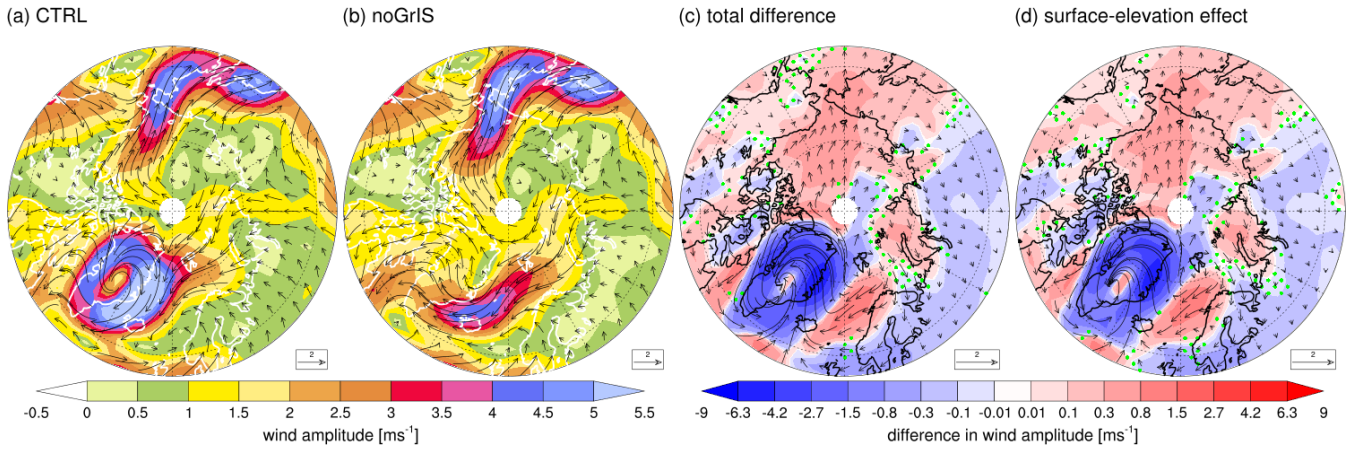 (a) CTRL
(b) noGrIS
(c) total difference
(d) surface-elevation effect
2
2
2
2
-0.5 0 0.5 1 1.5 2 2.5 3 3.5 4 4.5 5 5.5
wind amplitude [ms⁻¹]
-9 -6.3 -4.2 -2.7 -1.5 -0.8 -0.3 -0.1 -0.01 0.01 0.1 0.3 0.8 1.5 2.7 4.2 6.3 9
difference in wind amplitude [ms⁻¹]